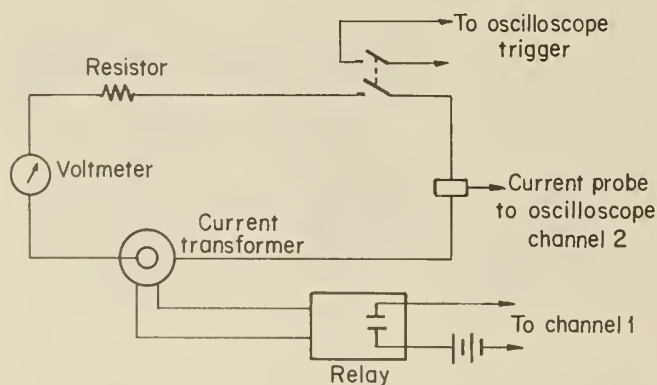 To oscilloscope
trigger
Resistor
Voltmeter
Current probe
to oscilloscope
channel 2
Current
transformer
To channel 1
Relay